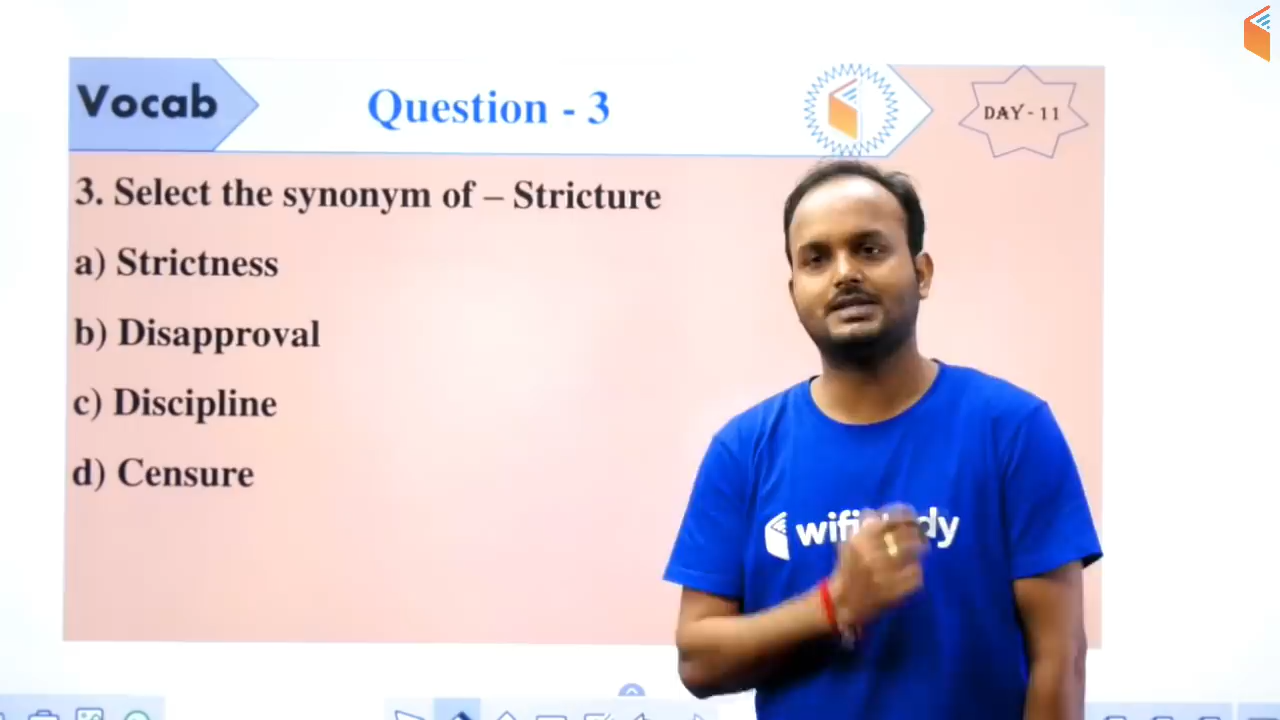 Vocab
Question - 3
DAY - 11
3. Select the synonym of – Stricture
a) Strictness
b) Disapproval
c) Discipline
d) Censure